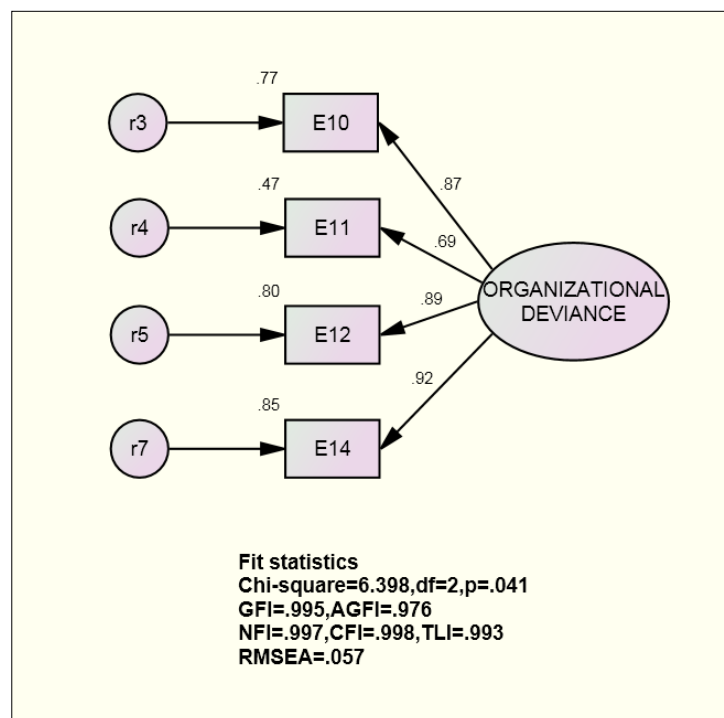 .77
r3
E10
.87
.47
r4
E11
.69
ORGANIZATIONAL
DEVIANCE
.80
.89
r5
E12
.92
.85
r7
E14
Fit statistics
Chi-square=6.398,df=2,p=.041
GFI=.995,AGFI=.976
NFI=.997,CFI=.998,TLI=.993
RMSEA=.057